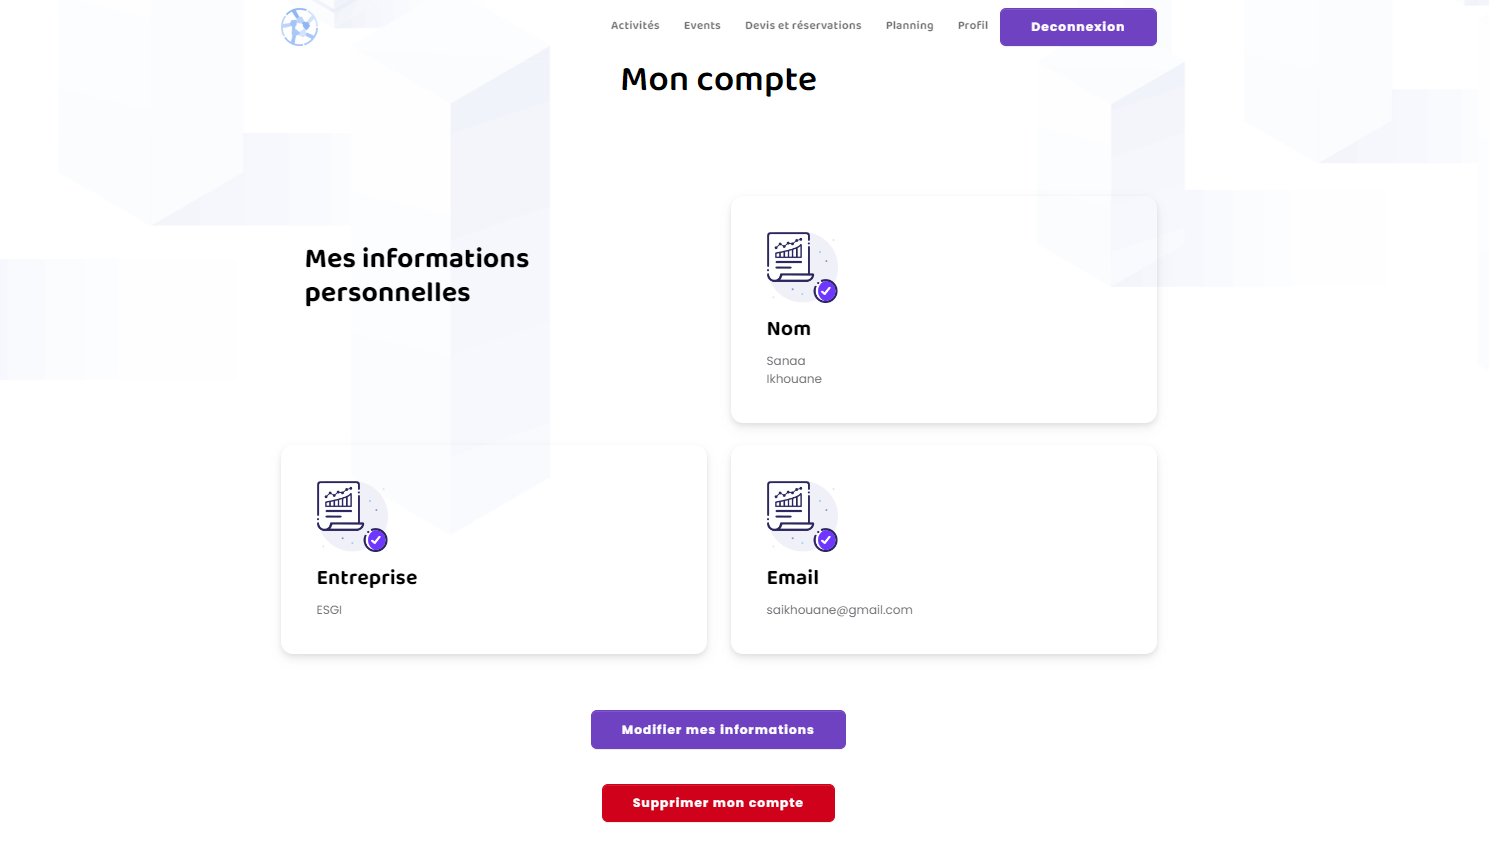 Activités Events Devis et réservations Planning Profil Deconnexion
Mon compte
Mes informations
personnelles
Nom
Sanaa
Ikhouane
Entreprise
ESGI
Email
saikhouane@gmail.com
Modifier mes informations
Supprimer mon compte